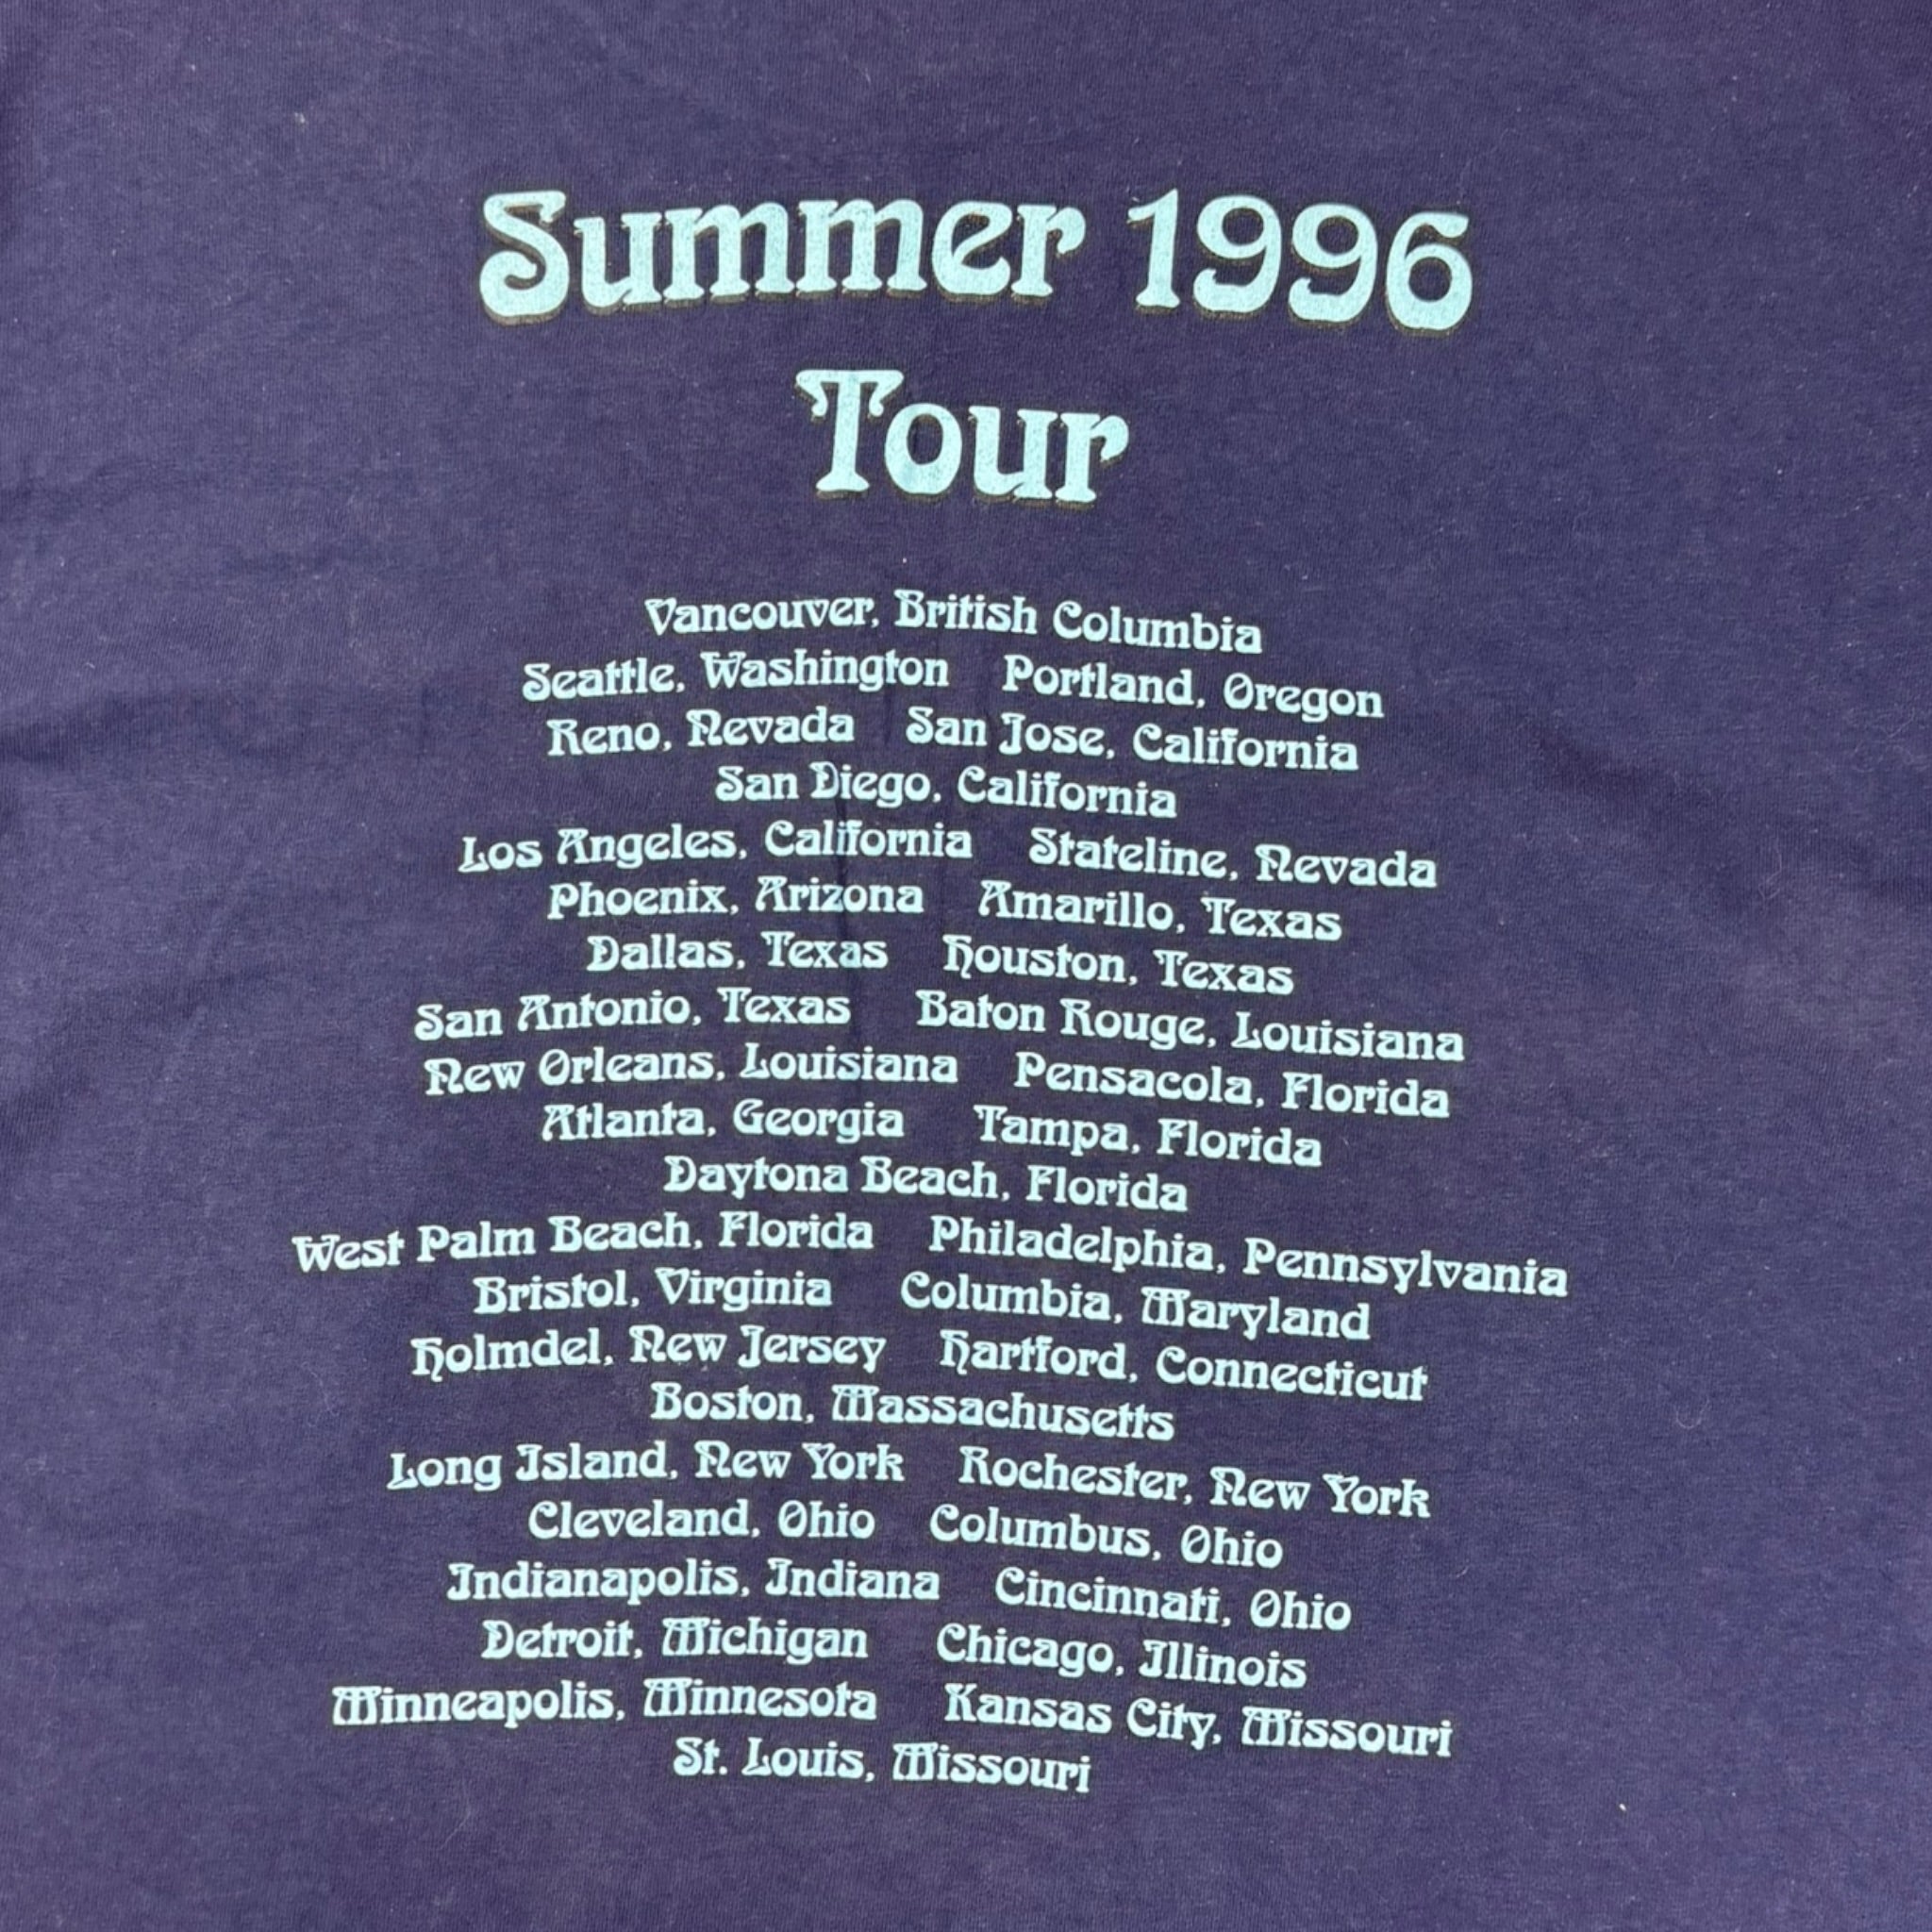 Summer 1996
Tour
Vancouver, British Columbia
Seattle, Washington Portland, Oregon
Reno, Nevada San Jose, California
San Diego, California
Los Angeles, California Stateline, Nevada
Phoenix, Arizona Amarillo, Texas
Dallas, Texas Houston, Texas
San Antonio, Texas Baton Rouge, Louisiana
New Orleans, Louisiana Pensacola, Florida
Atlanta, Georgia Tampa, Florida
Daytona Beach, Florida
West Palm Beach, Florida Philadelphia, Pennsylvania
Bristol, Virginia Columbia, Maryland
Holmdel, New Jersey Hartford, Connecticut
Boston, Massachusetts
Long Island, New York Rochester, New York
Cleveland, Ohio Columbus, Ohio
Indianapolis, Indiana Cincinnati, Ohio
Detroit, Michigan Chicago, Illinois
Minneapolis, Minnesota Kansas City, Missouri
St. Louis, Missouri